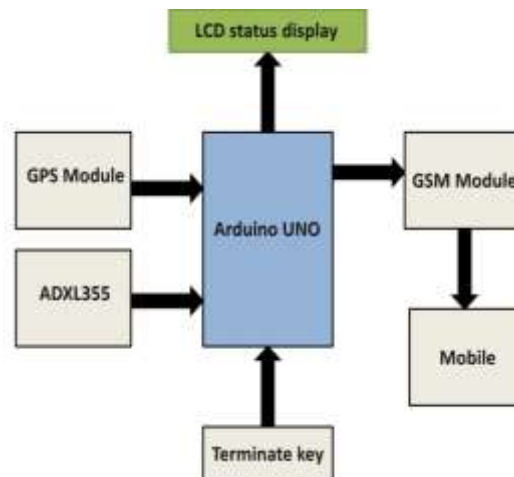 LCD status display
GPS Module
Arduino UNO
GSM Module
ADXL355
Mobile
Terminate key